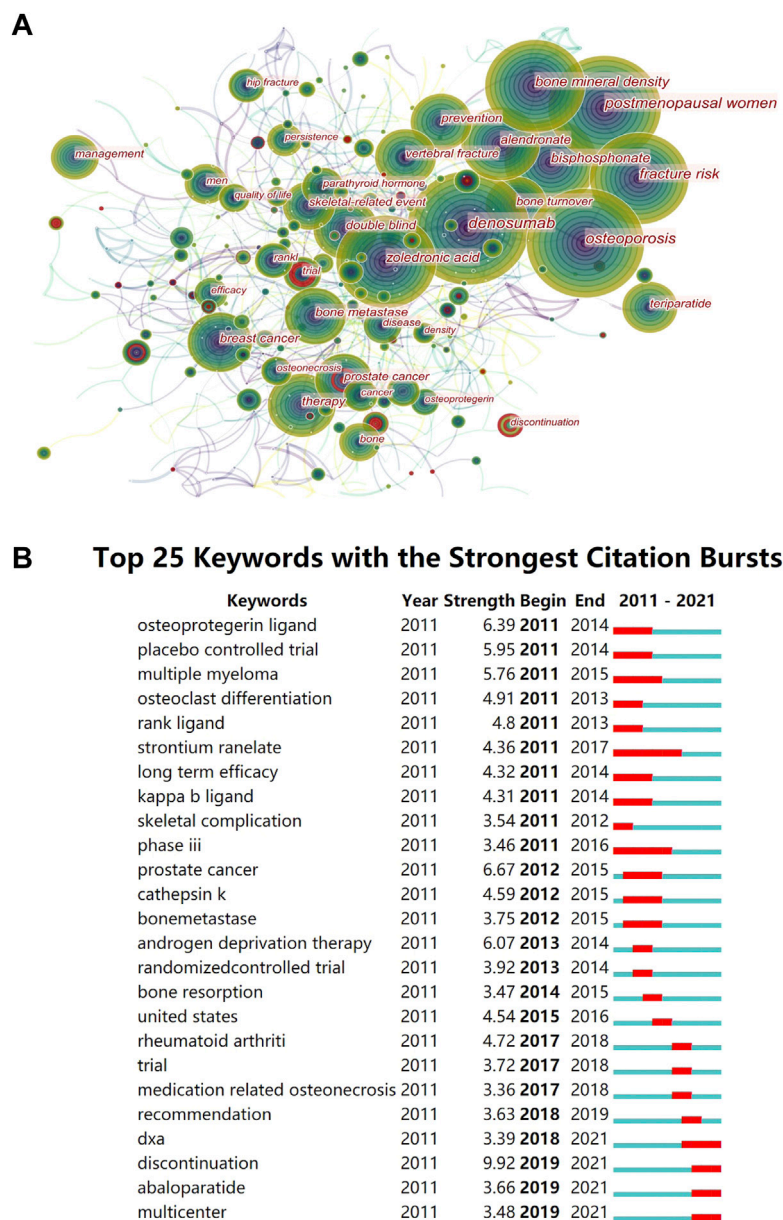 A
hip fracture
bone mineral density
postmenopausal women
prevention
persistence
alendronate
management
vertebral fracture
bisphosphonate
men
parathyroid hormone
fracture risk
quality of life
skeletal-related event
bone turnover
double blind
denosumab
osteoporosis
rankl
zoledronic acid
trial
efficacy
teriparatide
bone metastase
disease
density
breast cancer
osteonecrosis
prostate cancer
cancer
therapy
osteoprotegerin
discontinuation
bone
B Top 25 Keywords with the Strongest Citation Bursts
Keywords Year Strength Begin End 2011 - 2021
osteoprotegerin ligand 2011 6.39 2011 2014
placebo controlled trial 2011 5.95 2011 2014
multiple myeloma 2011 5.76 2011 2015
osteoclast differentiation 2011 4.91 2011 2013
rank ligand 2011 4.8 2011 2013
strontium ranelate 2011 4.36 2011 2017
long term efficacy 2011 4.32 2011 2014
kappa b ligand 2011 4.31 2011 2014
skeletal complication 2011 3.54 2011 2012
phase iii 2011 3.46 2011 2016
prostate cancer 2011 6.67 2012 2015
cathepsin k 2011 4.59 2012 2015
bonemetastase 2011 3.75 2012 2015
androgen deprivation therapy 2011 6.07 2013 2014
randomizedcontrolled trial 2011 3.92 2013 2014
bone resorption 2011 3.47 2014 2015
united states 2011 4.54 2015 2016
rheumatoid arthriti 2011 4.72 2017 2018
trial 2011 3.72 2017 2018
medication related osteonecrosis 2011 3.36 2017 2018
recommendation 2011 3.63 2018 2019
dxa 2011 3.39 2018 2021
discontinuation 2011 9.92 2019 2021
abaloparatide 2011 3.66 2019 2021
multicenter 2011 3.48 2019 2021